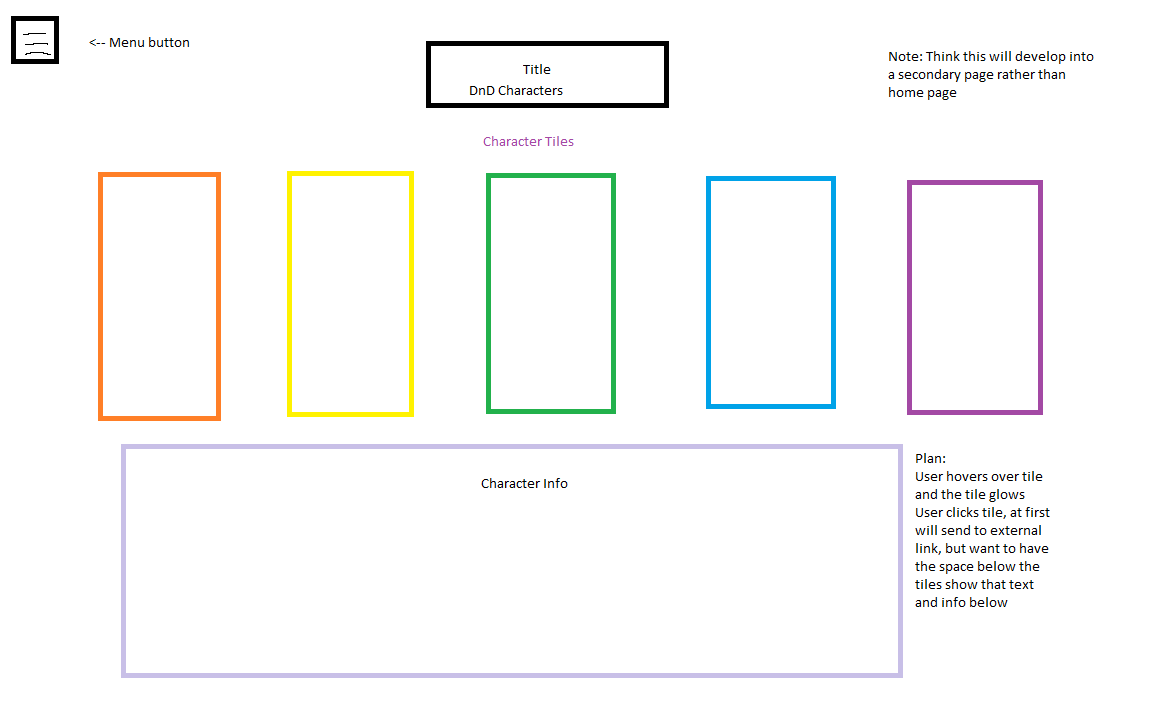 <-- Menu button
Title
DnD Characters
Note: Think this will develop into
a secondary page rather than
home page
Character Tiles
Character Info
Plan:
User hovers over tile
and the tile glows
User clicks tile, at first
will send to external
link, but want to have
the space below the
tiles show that text
and info below